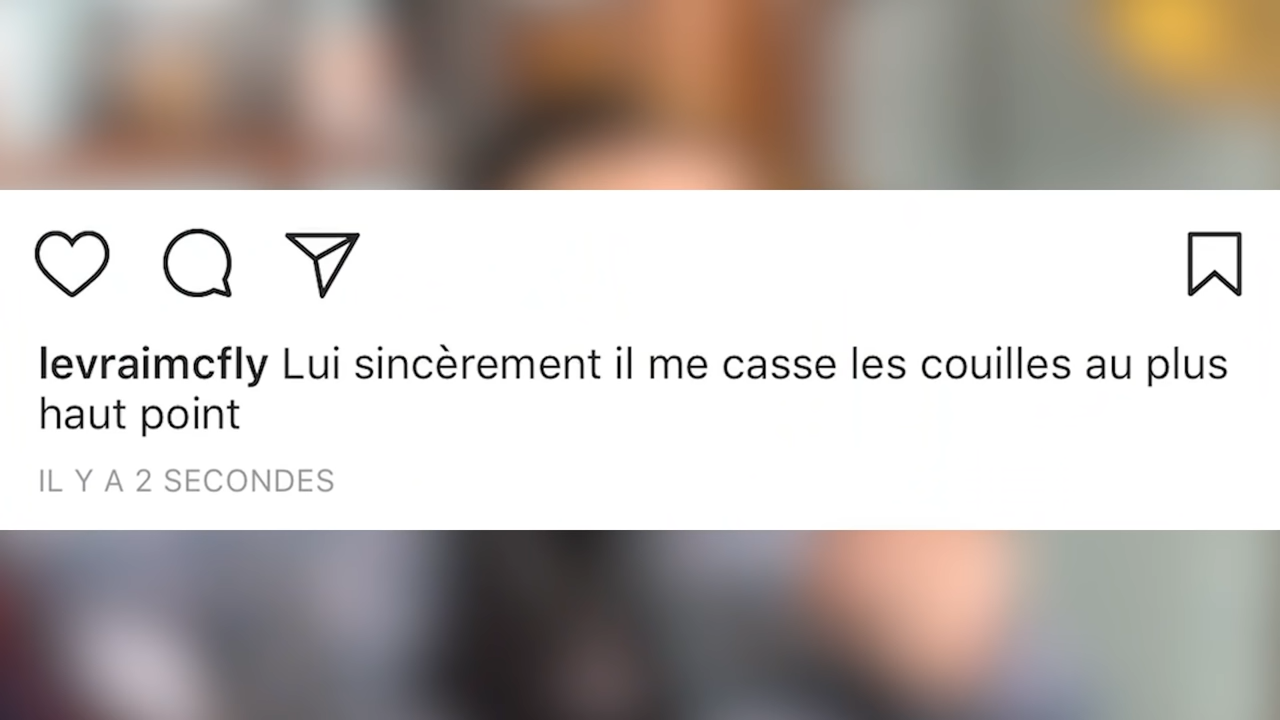 levraimcfly Lui sincèrement il me casse les couilles au plus
haut point
IL Y A 2 SECONDES